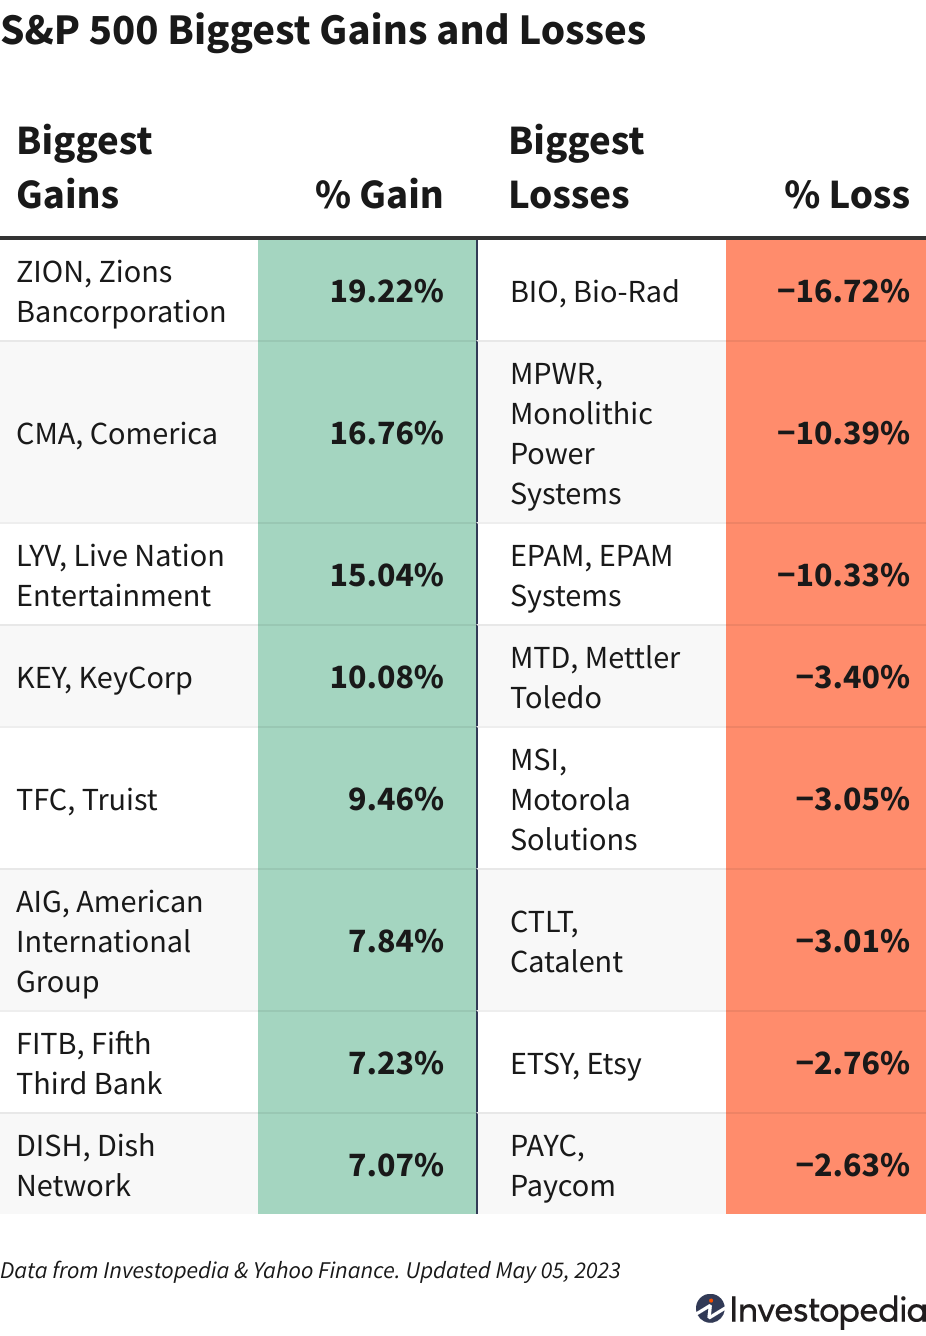 S&P 500 Biggest Gains and Losses
Biggest
Gains
% Gain
Biggest
Losses
% Loss
ZION, Zions
Bancorporation
19.22%
BIO, Bio-Rad
−16.72%
CMA, Comerica
16.76%
MPWR,
Monolithic
Power
Systems
−10.39%
LYV, Live Nation
Entertainment
15.04%
EPAM, EPAM
Systems
−10.33%
KEY, KeyCorp
10.08%
MTD, Mettler
Toledo
−3.40%
TFC, Truist
9.46%
MSI,
Motorola
Solutions
−3.05%
AIG, American
International
Group
7.84%
CTLT,
Catalent
−3.01%
FITB, Fifth
Third Bank
7.23%
ETSY, Etsy
−2.76%
DISH, Dish
Network
7.07%
PAYC,
Paycom
−2.63%
Data from Investopedia & Yahoo Finance. Updated May 05, 2023
Investopedia